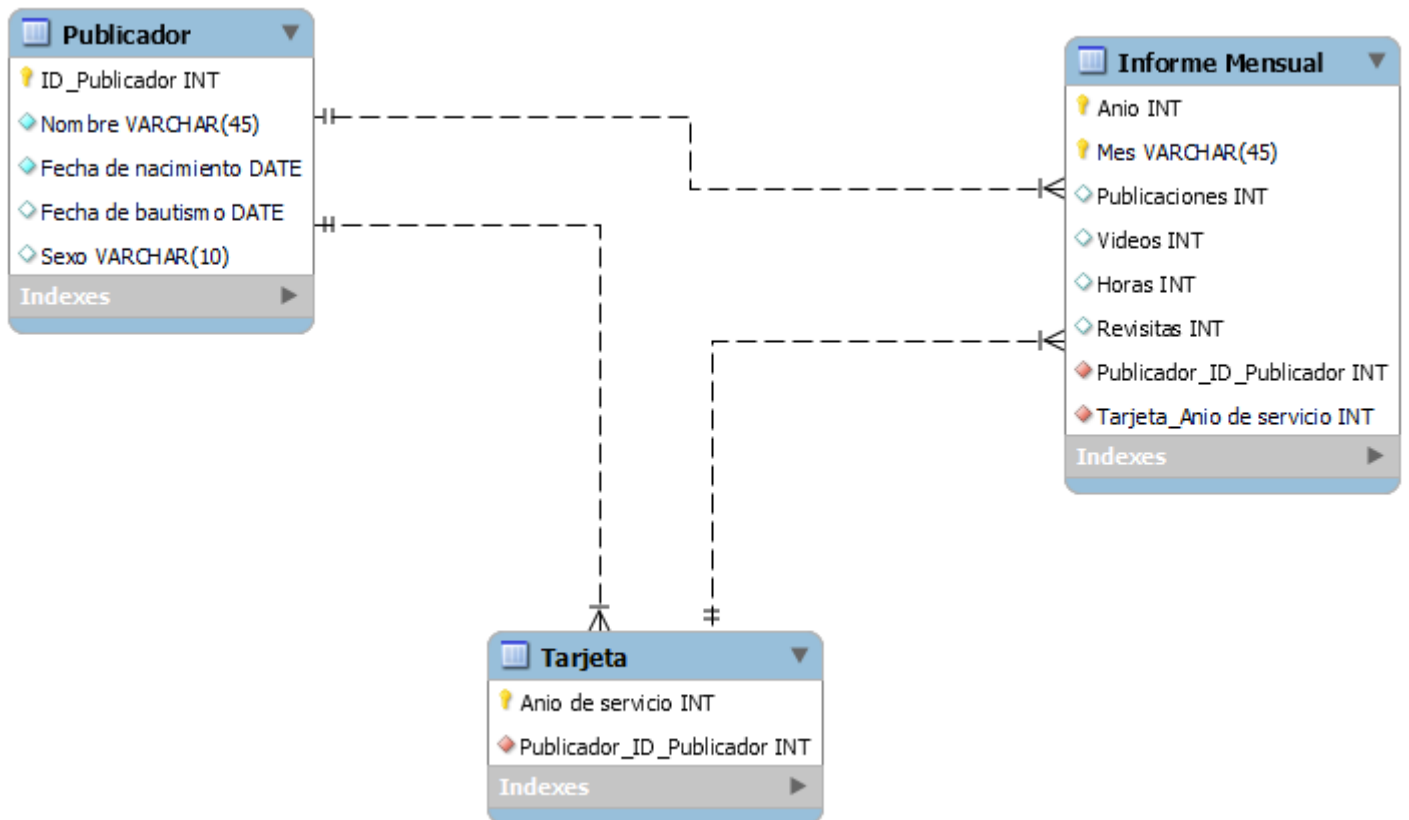 Publicador
ID_Publicador INT
Nombre VARCHAR(45)
Fecha de nacimiento DATE
Fecha de bautismo DATE
Sexo VARCHAR(10)
Indexes
Informe Mensual
Anio INT
Mes VARCHAR(45)
Publicaciones INT
Videos INT
Horas INT
Revisitas INT
Publicador_ID_Publicador INT
Tarjeta_Anio de servicio INT
Indexes
Tarjeta
Anio de servicio INT
Publicador_ID_Publicador INT
Indexes